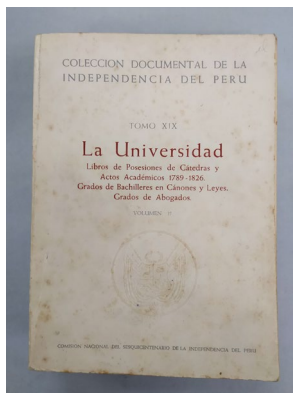 COLECCION DOCUMENTAL DE LA
INDEPENDENCIA DEL PERU
TOMO XIX
La Universidad
Libros de Posesiones de Cátedras y
Actos Académicos 1789-1826.
Grados de Bachilleres en Cánones y Leyes.
Grados de Abogados.
VOLUMEN
COMISION NACIONAL DEL SESQUICENTENARIO DE LA INDEPENDENCIA DEL PERU